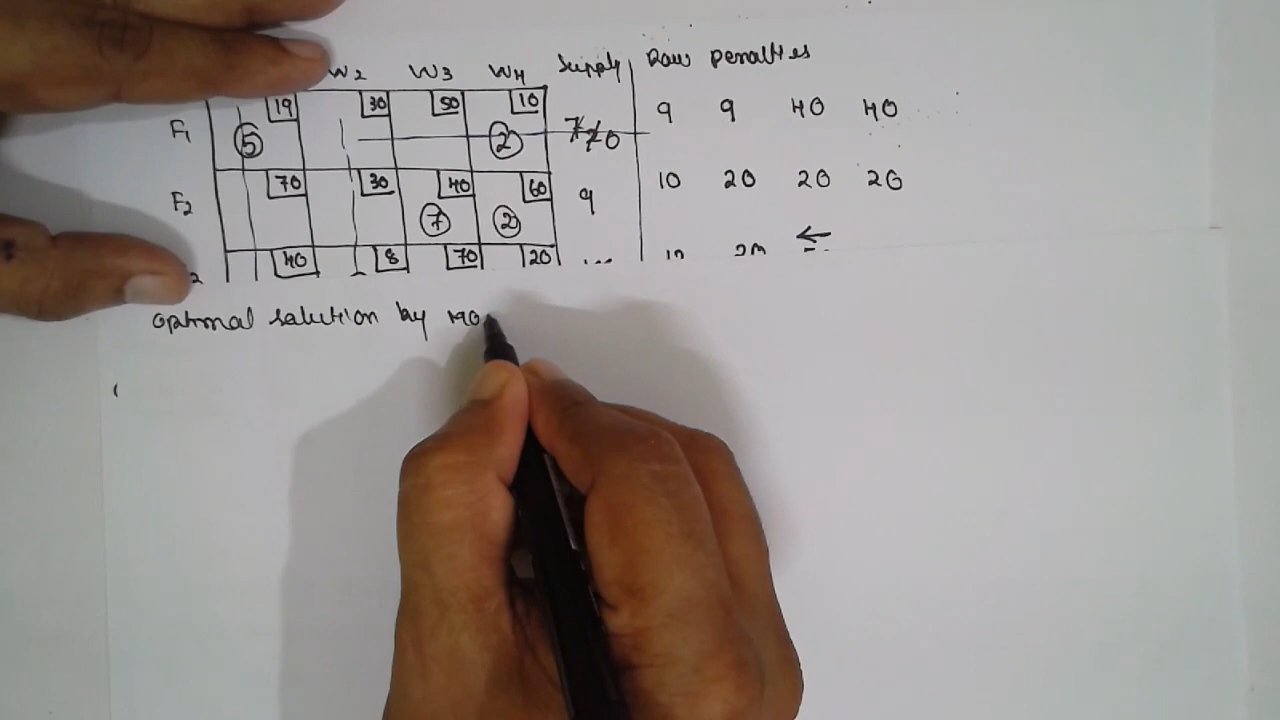 W2 W3 W4 Supply Row penalties
19 30 50 10
F1 5 2 7 2 0 9 9 40 40
70 30 40 60
F2 7 2 9 10 20 20 20
40 8 70 20
optimal solution by MO